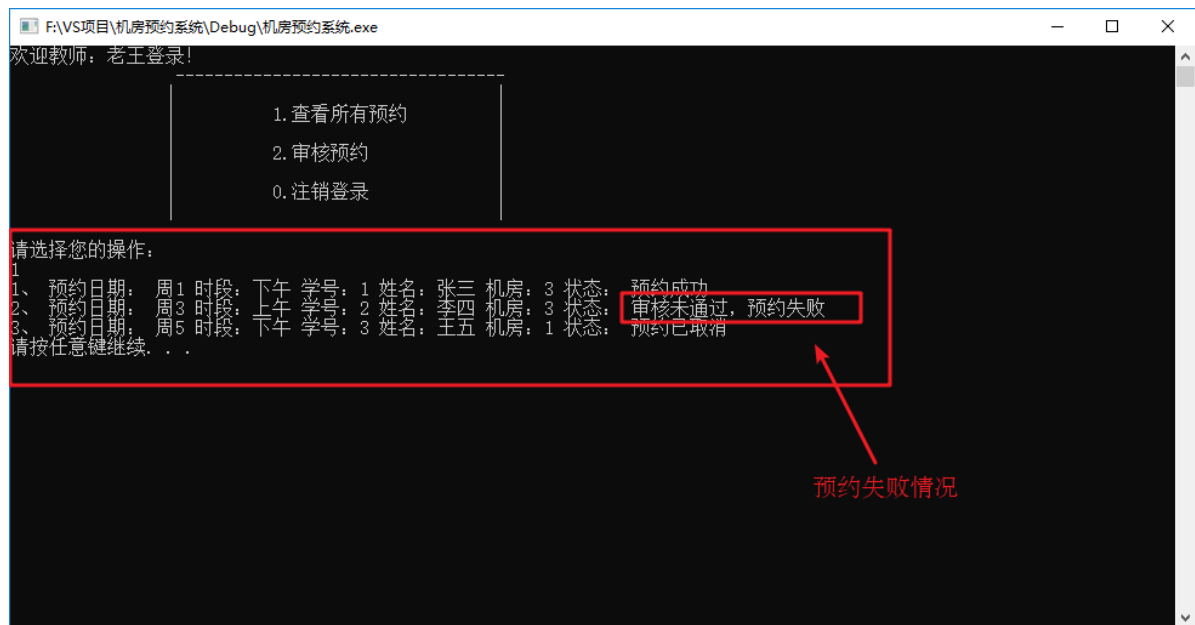 F:\VS项目\机房预约系统\Debug\机房预约系统.exe
欢迎教师：老王登录！
1.查看所有预约
2.审核预约
0.注销登录
请选择您的操作：
1
1、 预约日期： 周1 时段：下午 学号：1 姓名：张三 机房：3 状态： 预约成功
2、 预约日期： 周3 时段：上午 学号：2 姓名：李四 机房：3 状态： 审核未通过，预约失败
3、 预约日期： 周5 时段：下午 学号：3 姓名：王五 机房：1 状态： 预约已取消
请按任意键继续. . .
预约失败情况